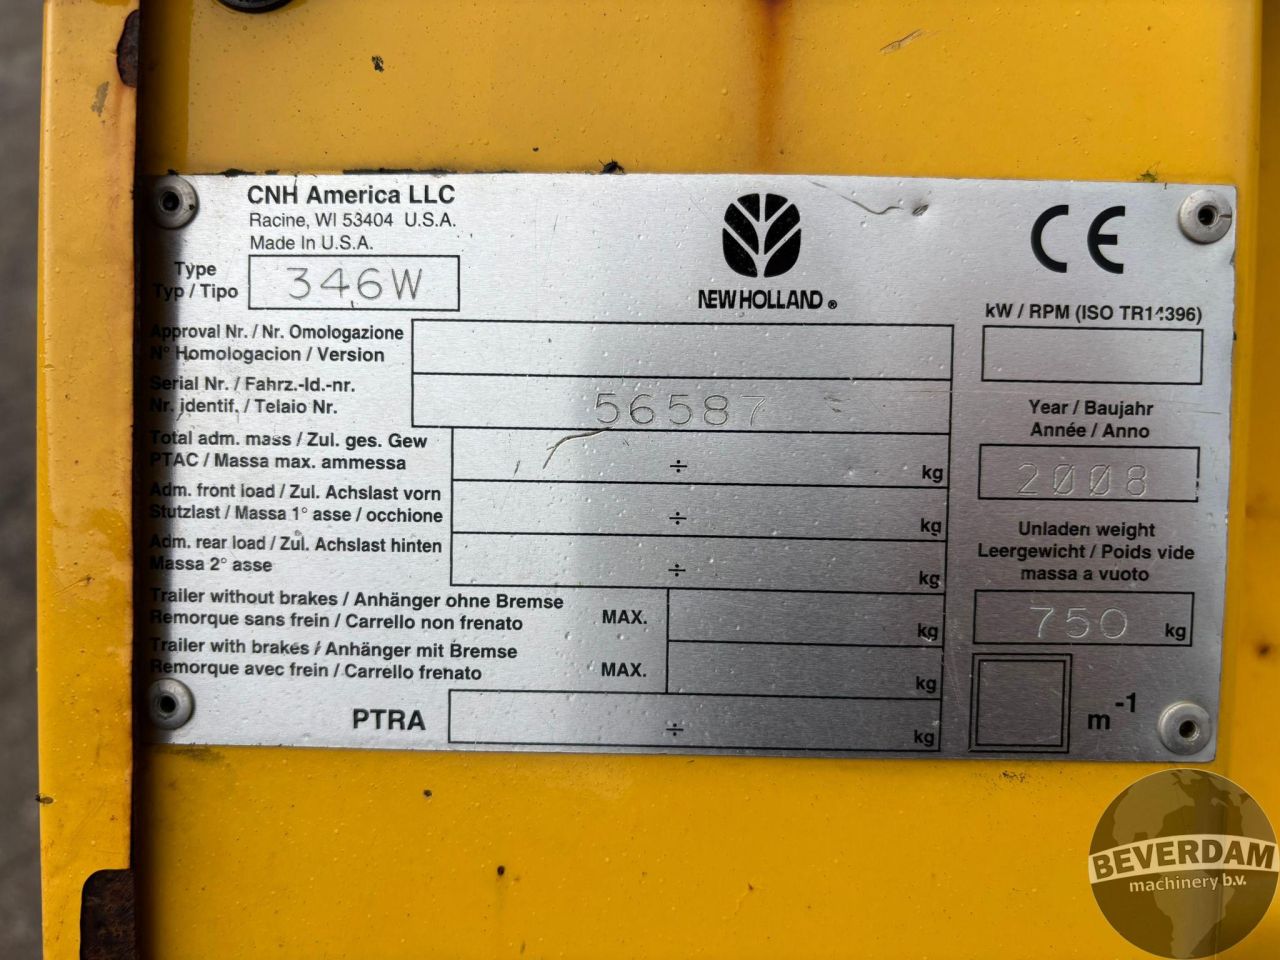 CNH America LLC
Racine, WI 53404 U.S.A.
Made In U.S.A.
Type
Typ / Tipo
346W
NEW HOLLAND ®
CE
kW / RPM (ISO TR14396)
Approval Nr. / Nr. Omologazione
N° Homologacion / Version
Serial Nr. / Fahrz.-Id.-nr.
Nr. identif. / Telaio Nr.
56587
Year / Baujahr
Année / Anno
2008
Total adm. mass / Zul. ges. Gew
PTAC / Massa max. ammessa
÷ kg
Adm. front load / Zul. Achslast vorn
Stutzlast / Massa 1° asse / occhione
÷ kg
Unladen weight
Leergewicht / Poids vide
massa a vuoto
750 kg
Adm. rear load / Zul. Achslast hinten
Massa 2° asse
÷ kg
Trailer without brakes / Anhänger ohne Bremse
Remorque sans frein / Carrello non frenato
MAX. kg
Trailer with brakes / Anhänger mit Bremse
Remorque avec frein / Carrello frenato
MAX. kg
PTRA ÷ kg
m-1
BEVERDAM
machinery b.v.